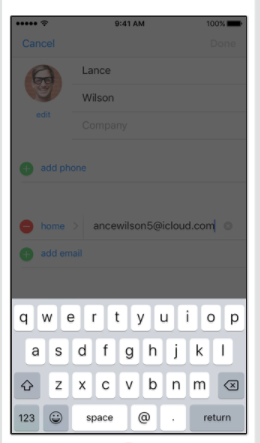 9:41 AM 100%
Cancel Done
Lance
Wilson
edit
Company
add phone
home ancewilson5@icloud.com
add email
q w e r t y u i o p
a s d f g h j k l
z x c v b n m
123 space @ . return